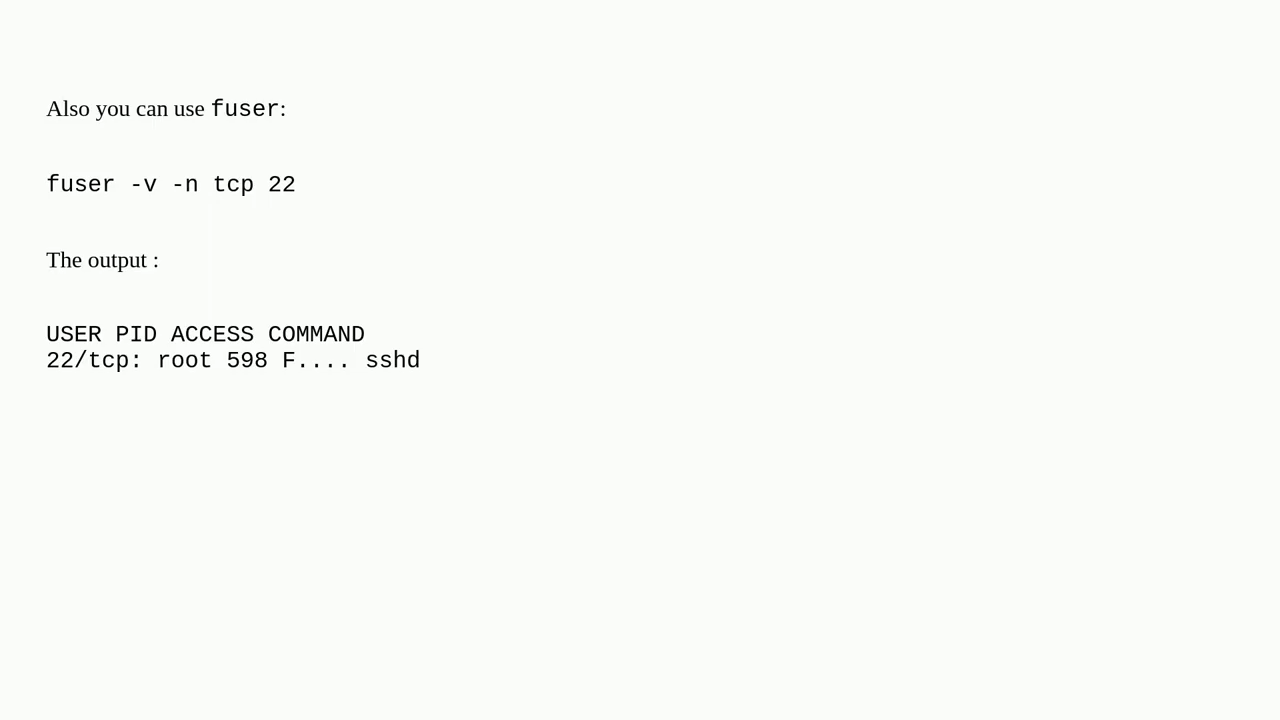 Also you can use fuser:
fuser -v -n tcp 22
The output :
USER PID ACCESS COMMAND
22/tcp: root 598 F.... sshd